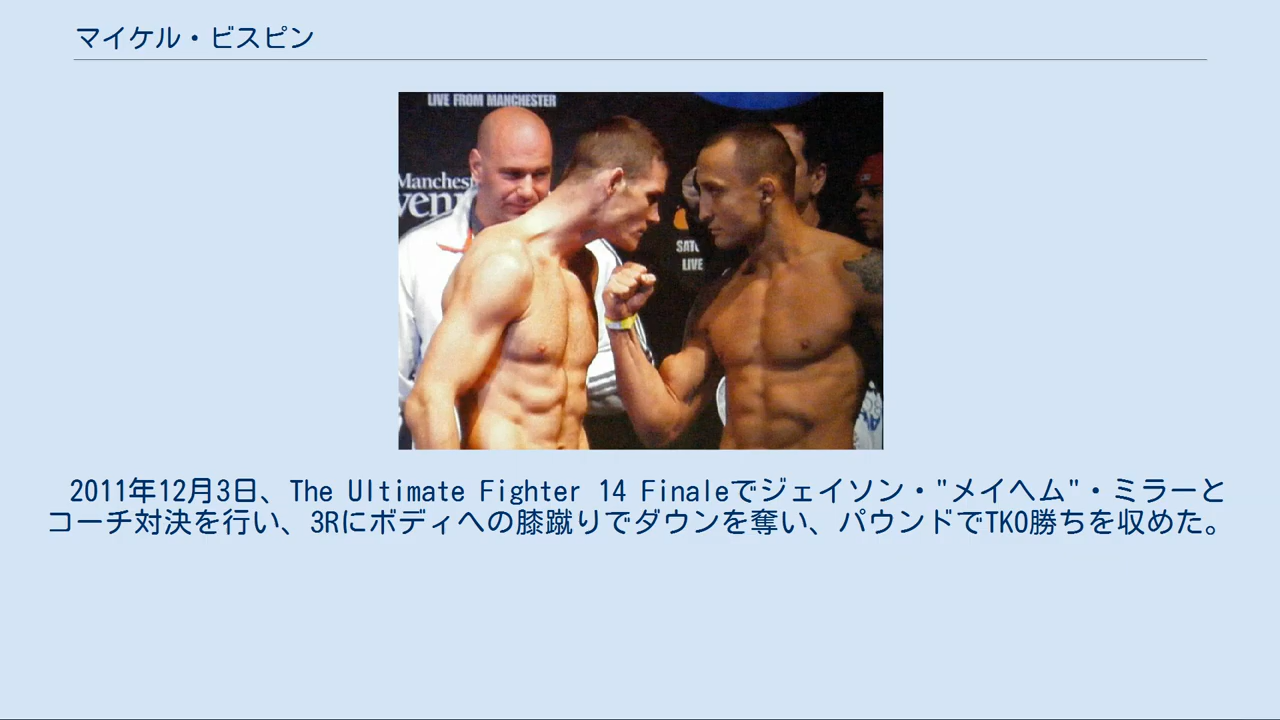 マイケル・ビスピン
LIVE FROM MANCHESTER
SAT
LIVE
2011年12月3日、The Ultimate Fighter 14 Finaleでジェイソン・"メイヘム"・ミラーと
コーチ対決を行い、3Rにボディへの膝蹴りでダウンを奪い、パウンドでTKO勝ちを収めた。